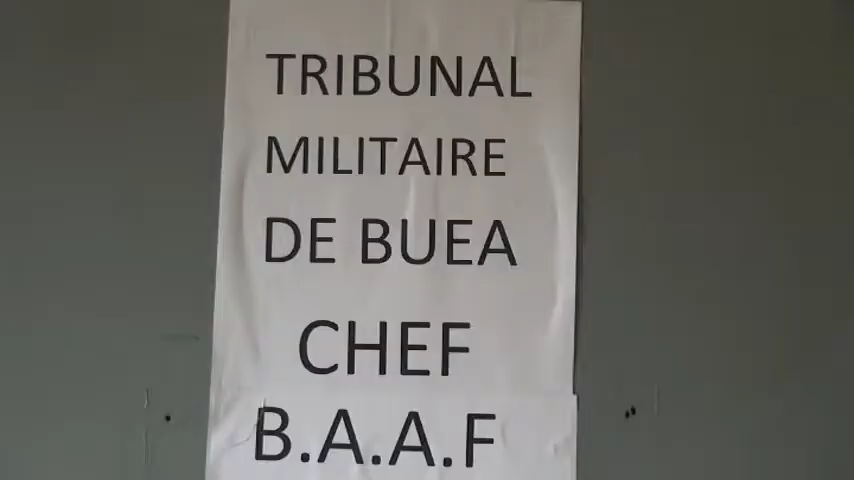 TRIBUNAL
MILITAIRE
DE BUEA
CHEF
B.A.A.F